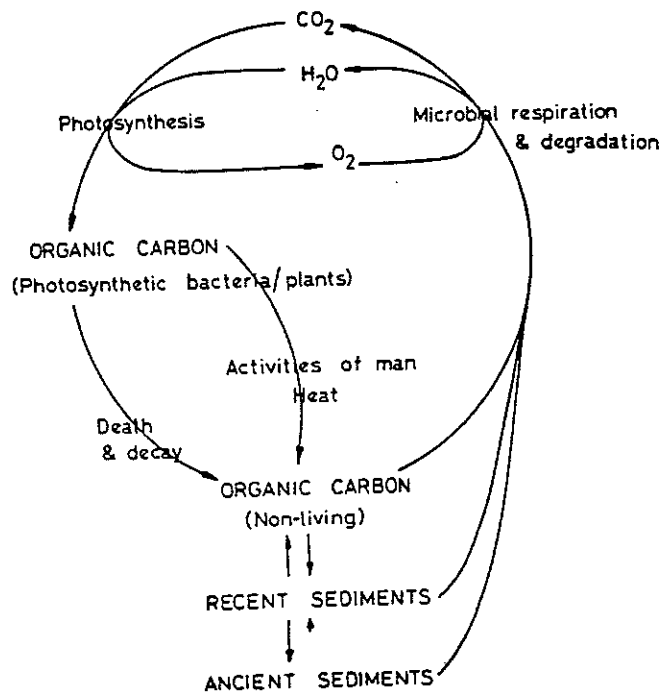 CO2
H2O
Photosynthesis
Microbial respiration
& degradation
O2
ORGANIC CARBON
(Photosynthetic bacteria/plants)
Activities of man
Heat
Death
& decay
ORGANIC CARBON
(Non-living)
RECENT SEDIMENTS
ANCIENT SEDIMENTS